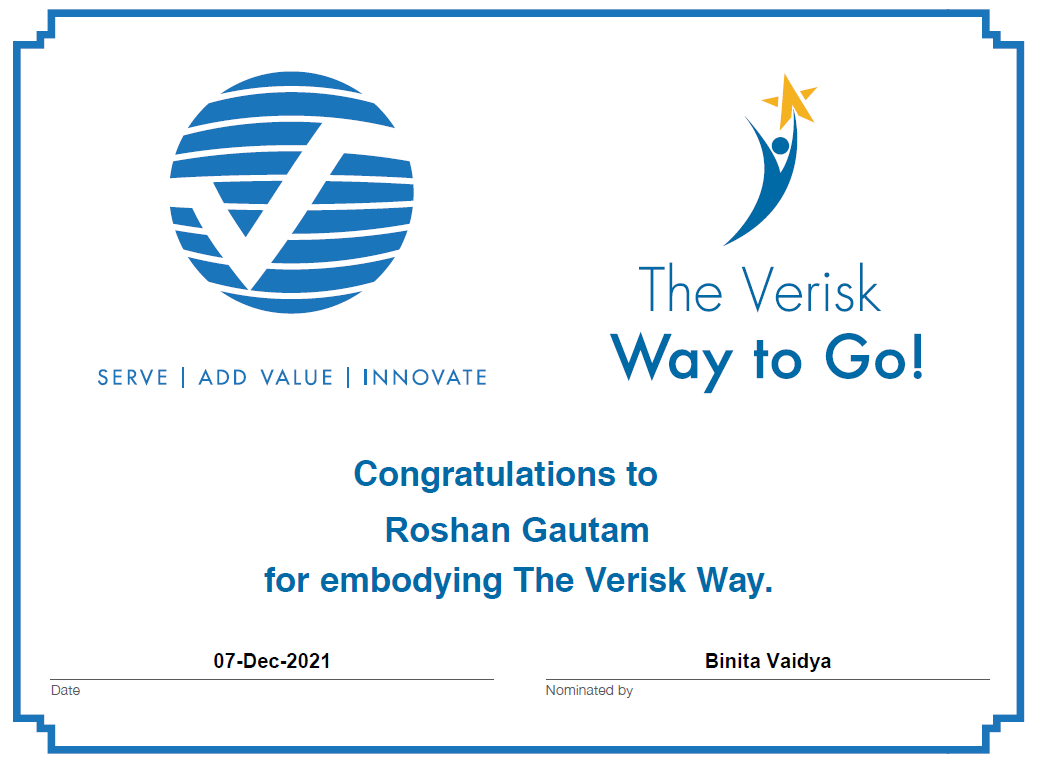 SERVE | ADD VALUE | INNOVATE
The Verisk
Way to Go!
Congratulations to
Roshan Gautam
for embodying The Verisk Way.
07-Dec-2021
Date
Binita Vaidya
Nominated by